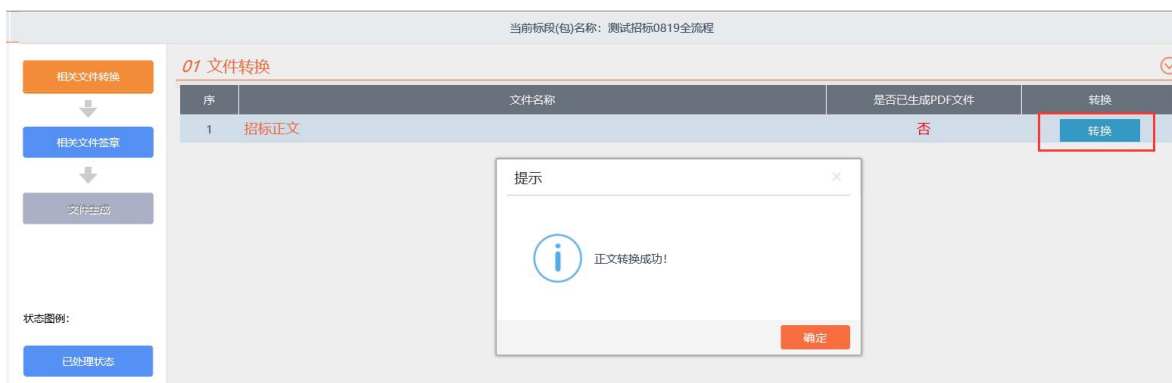 当前标段(包)名称：测试招标0819全流程
相关文件转换
相关文件签章
文件生成
状态图例：
已处理状态
01 文件转换
序 文件名称 是否已生成PDF文件 转换
1 招标正文 否 转换
提示
正文转换成功！
确定